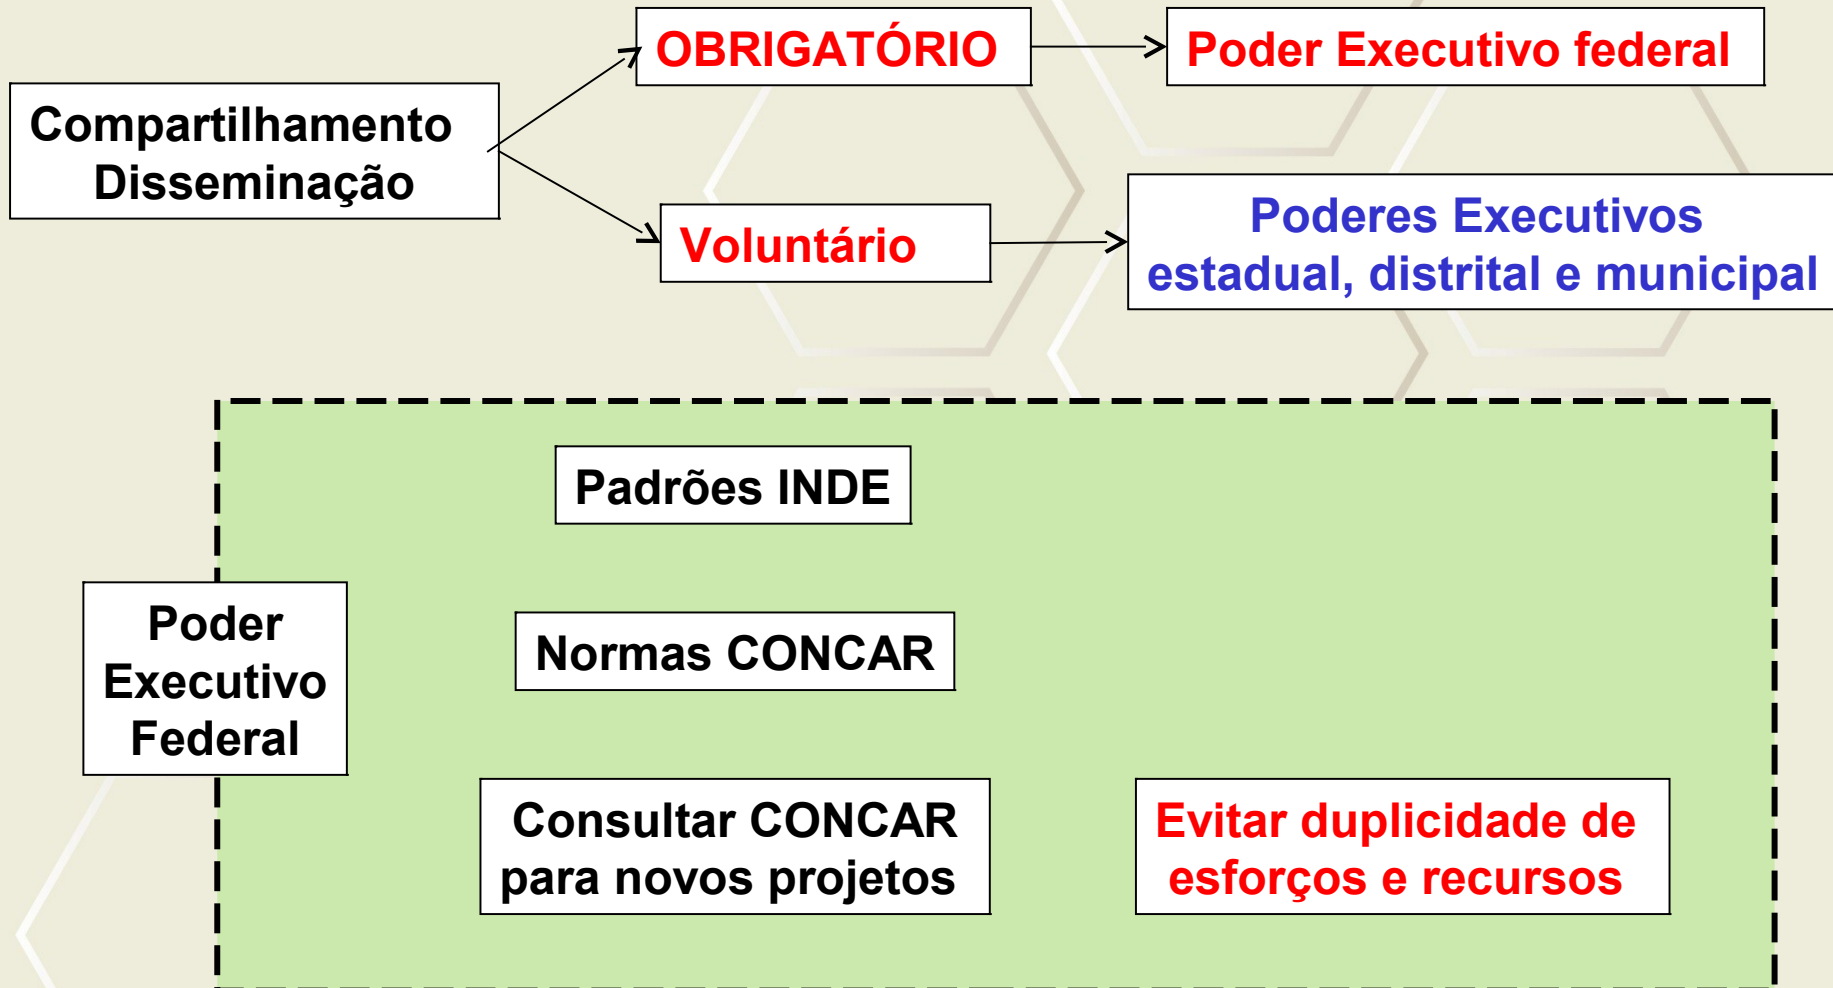 OBRIGATÓRIO
Poder Executivo federal
Compartilhamento
Disseminação
Voluntário
Poderes Executivos
estadual, distrital e municipal
Padrões INDE
Poder
Executivo
Federal
Normas CONCAR
Consultar CONCAR
para novos projetos
Evitar duplicidade de
esforços e recursos